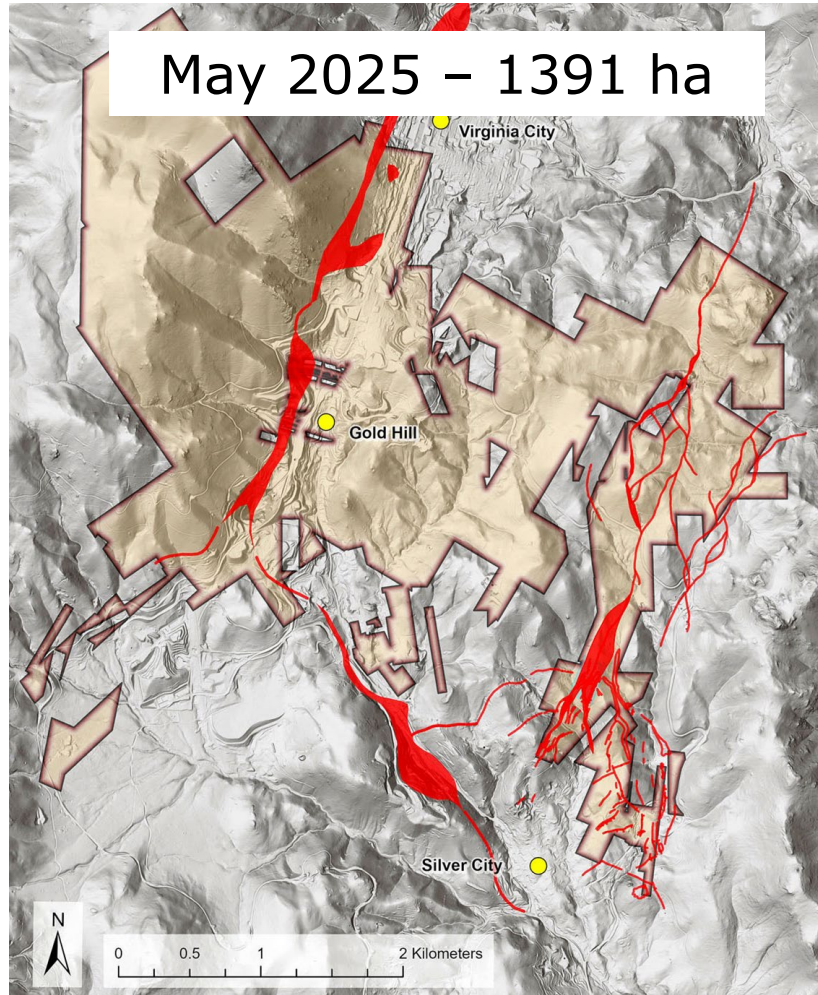 May 2025 – 1391 ha
Virginia City
Gold Hill
Silver City
N
0 0.5 1 2 Kilometers